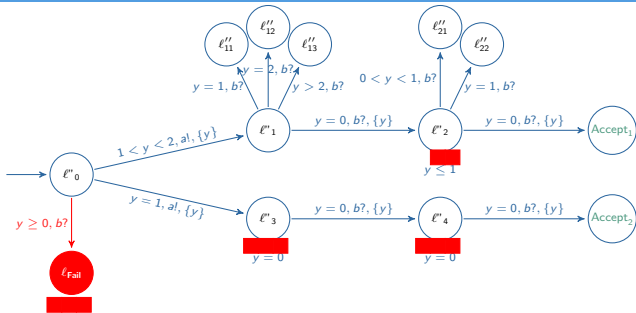 ℓ''₁₁
ℓ''₁₂
ℓ''₁₃
ℓ''₂₁
ℓ''₂₂
y = 1, b?
y = 2, b?
y > 2, b?
0 < y < 1, b?
y = 1, b?
1 < y < 2, a!, {y}
ℓ"₁
y = 0, b?, {y}
ℓ"₂
y ≤ 1
y = 0, b?, {y}
Accept₁
ℓ"₀
y = 1, a!, {y}
ℓ"₃
y = 0
y = 0, b?, {y}
ℓ"₄
y = 0
y = 0, b?, {y}
Accept₂
y ≥ 0, b?
ℓFail